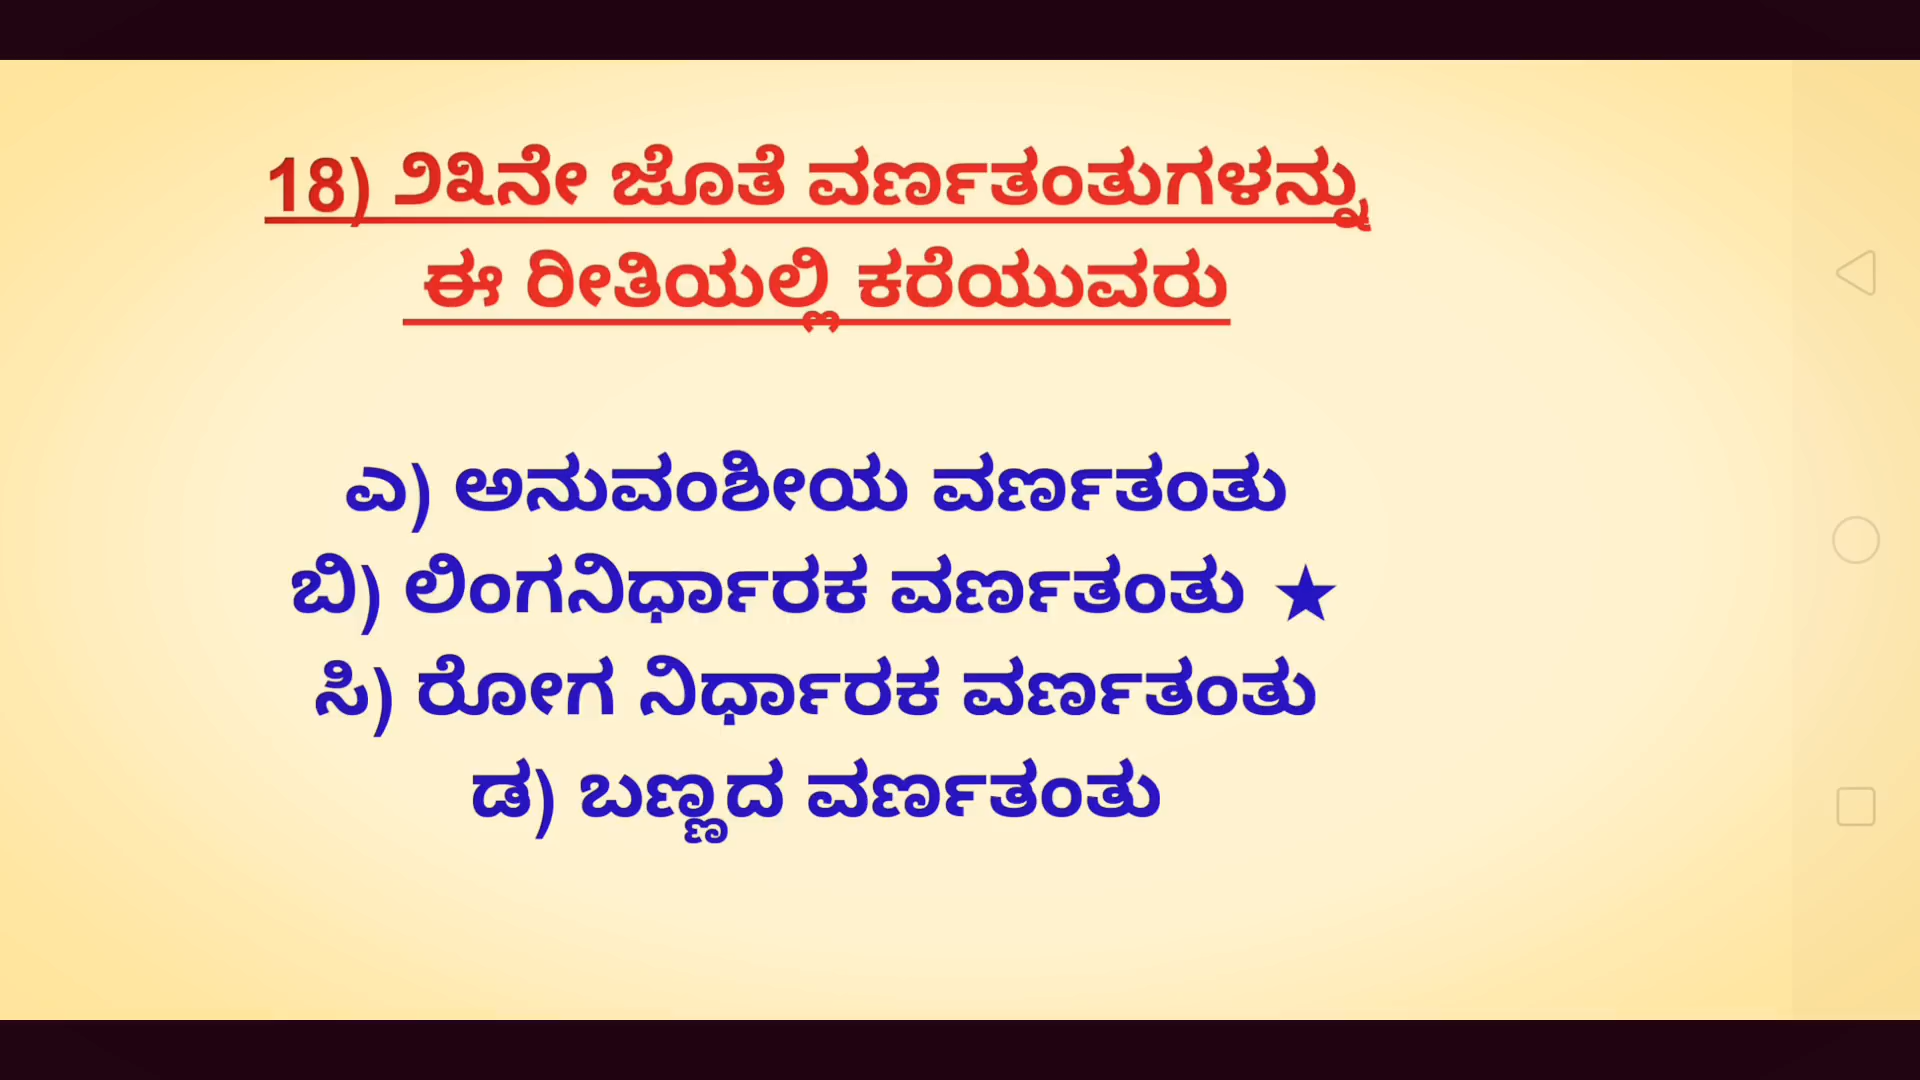 18) ೨೩ನೇ ಜೊತೆ ವರ್ಣತಂತುಗಳನ್ನು
ಈ ರೀತಿಯಲ್ಲಿ ಕರೆಯುವರು
ಎ) ಅನುವಂಶೀಯ ವರ್ಣತಂತು
ಬಿ) ಲಿಂಗನಿರ್ಧಾರಕ ವರ್ಣತಂತು ★
ಸಿ) ರೋಗ ನಿರ್ಧಾರಕ ವರ್ಣತಂತು
ಡ) ಬಣ್ಣದ ವರ್ಣತಂತು